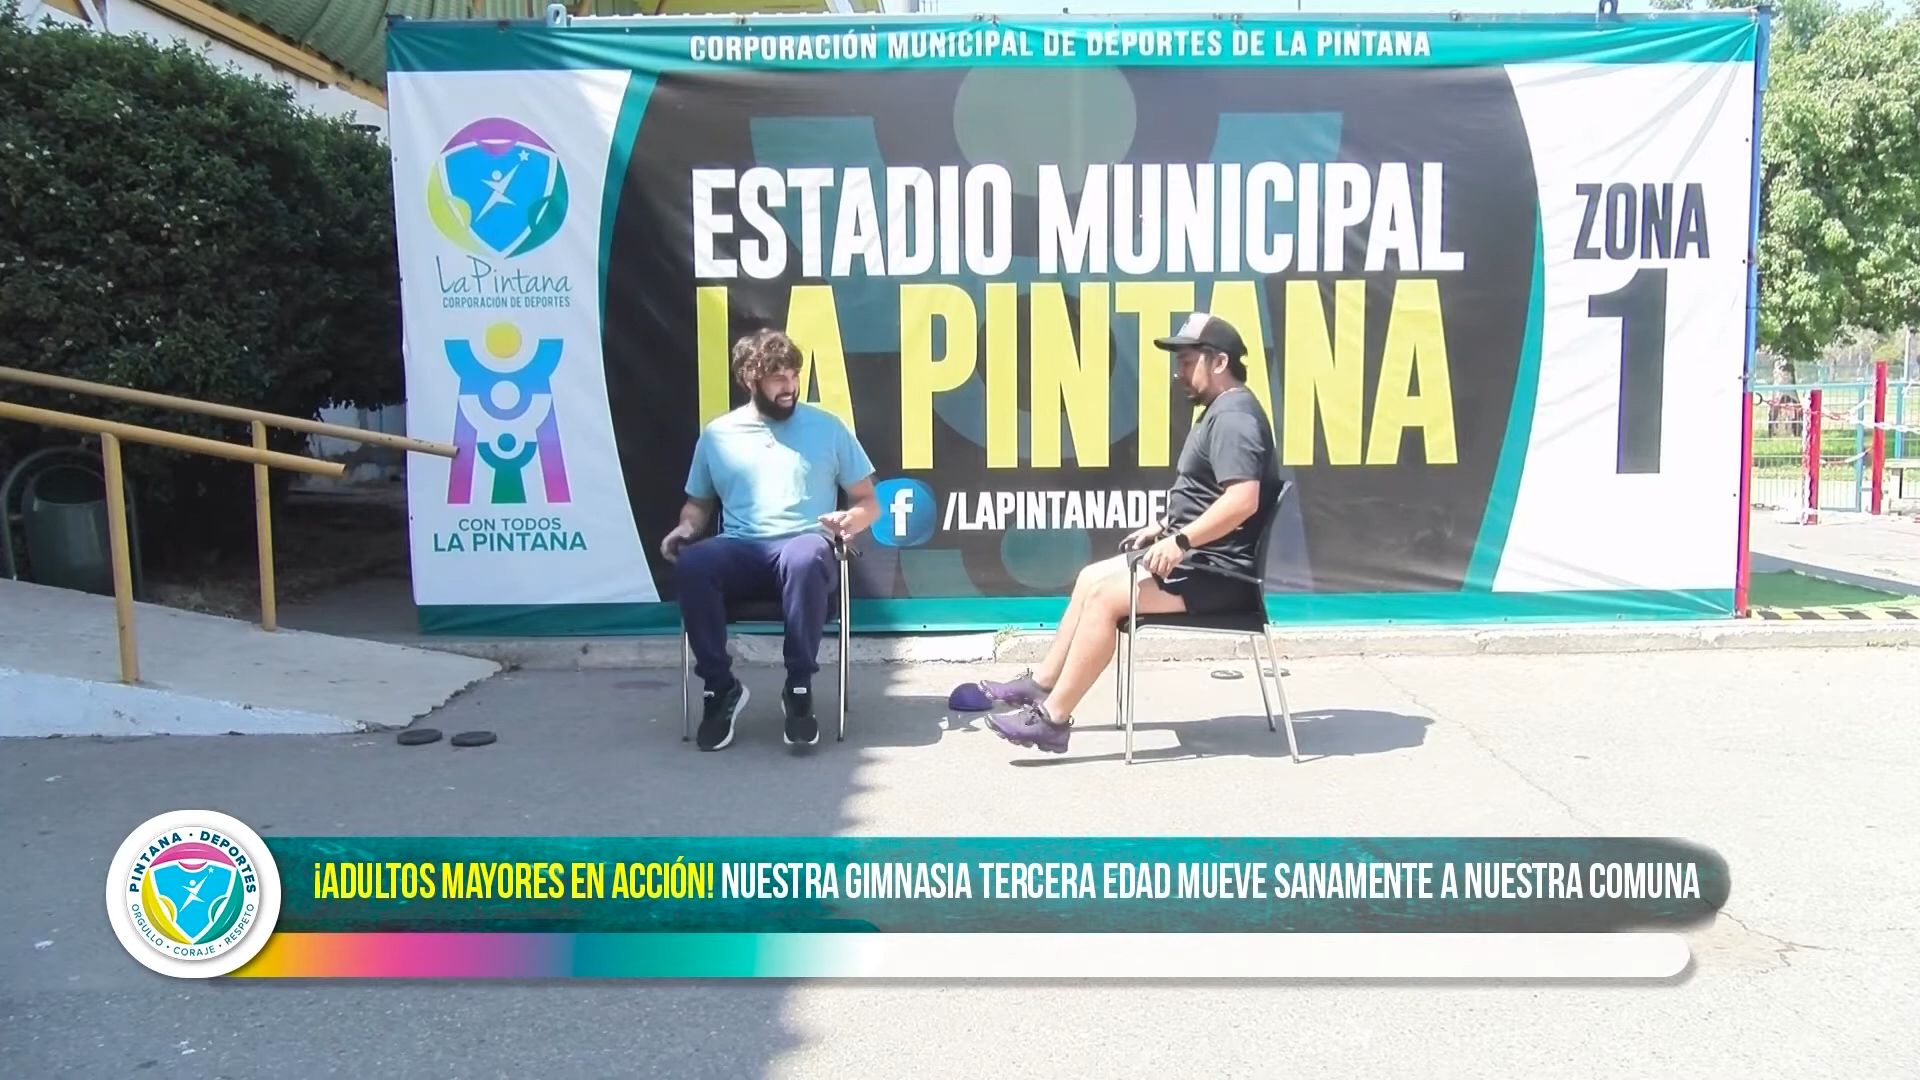 CORPORACIÓN MUNICIPAL DE DEPORTES DE LA PINTANA
La Pintana
CORPORACIÓN DE DEPORTES
CON TODOS
LA PINTANA
ESTADIO MUNICIPAL
LA PINTANA
f /LAPINTANADE
ZONA
1
PINTANA · DEPORTES
ORGULLO · CORAJE · RESPETO
¡ADULTOS MAYORES EN ACCIÓN! NUESTRA GIMNASIA TERCERA EDAD MUEVE SANAMENTE A NUESTRA COMUNA